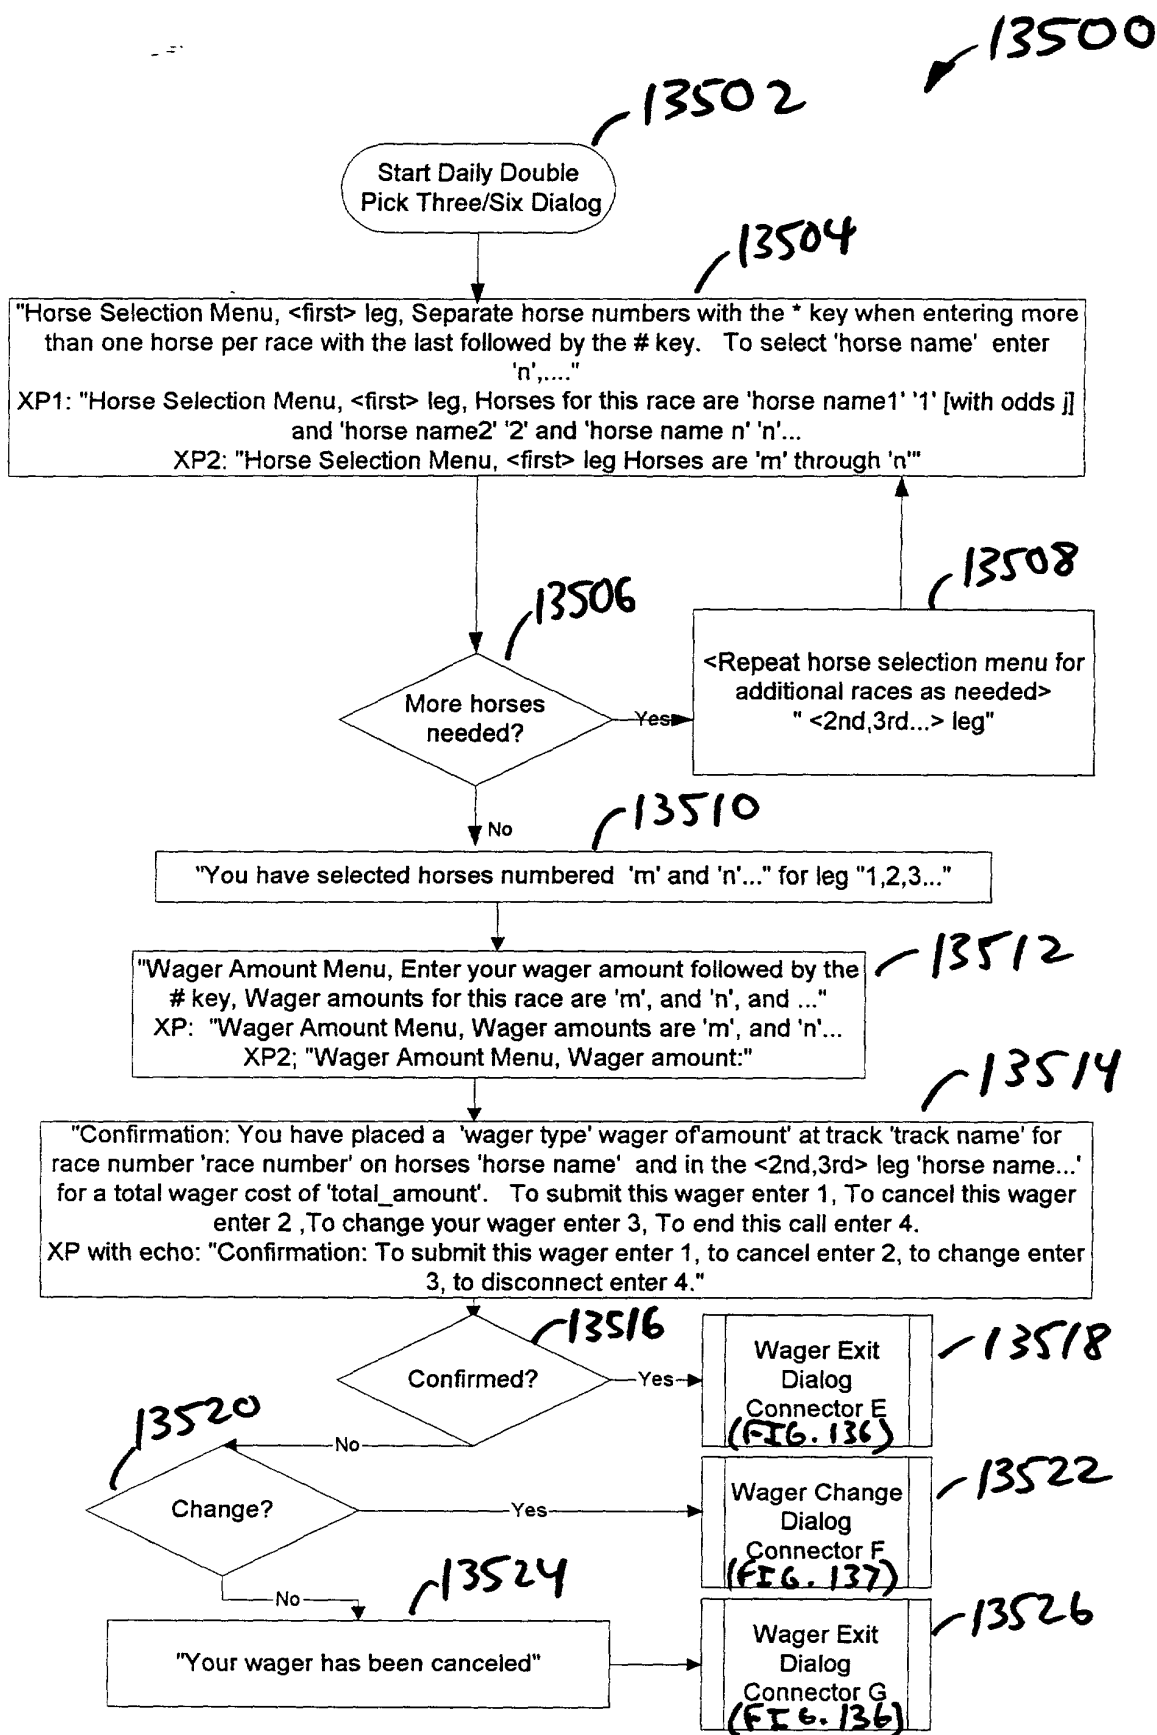 13500
13502
Start Daily Double
Pick Three/Six Dialog
13504
"Horse Selection Menu, <first> leg, Separate horse numbers with the * key when entering more
than one horse per race with the last followed by the # key. To select 'horse name' enter
'n',...."
XP1: "Horse Selection Menu, <first> leg, Horses for this race are 'horse name1' '1' [with odds j]
and 'horse name2' '2' and 'horse name n' 'n'...
XP2: "Horse Selection Menu, <first> leg Horses are 'm' through 'n'"
13506
More horses
needed?
Yes
13508
<Repeat horse selection menu for
additional races as needed>
" <2nd,3rd...> leg"
No
13510
"You have selected horses numbered 'm' and 'n'..." for leg "1,2,3..."
13512
"Wager Amount Menu, Enter your wager amount followed by the
# key, Wager amounts for this race are 'm', and 'n', and ..."
XP: "Wager Amount Menu, Wager amounts are 'm', and 'n'...
XP2; "Wager Amount Menu, Wager amount:"
13514
"Confirmation: You have placed a 'wager type' wager of'amount' at track 'track name' for
race number 'race number' on horses 'horse name' and in the <2nd,3rd> leg 'horse name...'
for a total wager cost of 'total_amount'. To submit this wager enter 1, To cancel this wager
enter 2 ,To change your wager enter 3, To end this call enter 4.
XP with echo: "Confirmation: To submit this wager enter 1, to cancel enter 2, to change enter
3, to disconnect enter 4."
13516
Confirmed?
Yes
Wager Exit
Dialog
Connector E
(FIG. 136)
13518
No
13520
Change?
Yes
Wager Change
Dialog
Connector F
(FIG. 137)
13522
No
13524
"Your wager has been canceled"
Wager Exit
Dialog
Connector G
(FIG. 136)
13526